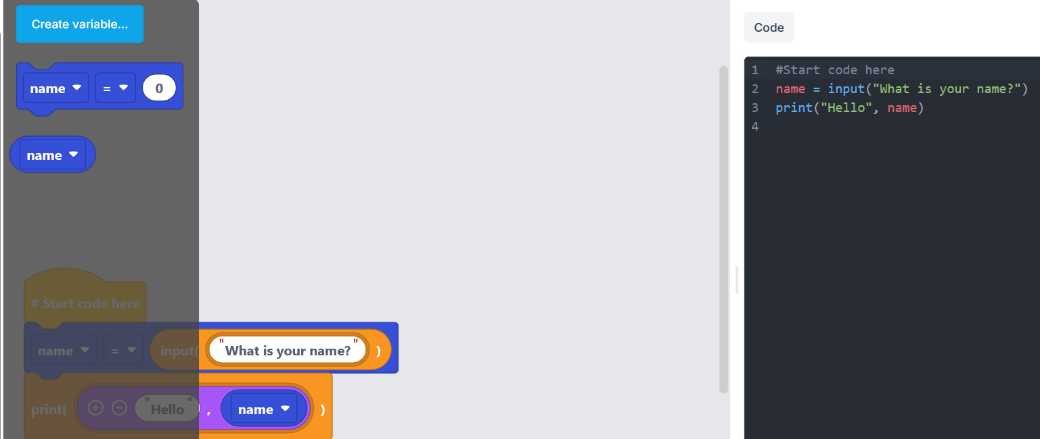 Create variable...
name = 0
name
# Start code here
name = input( "What is your name?" )
print( "Hello" , name )
Code
1 #Start code here
2 name = input("What is your name?")
3 print("Hello", name)
4